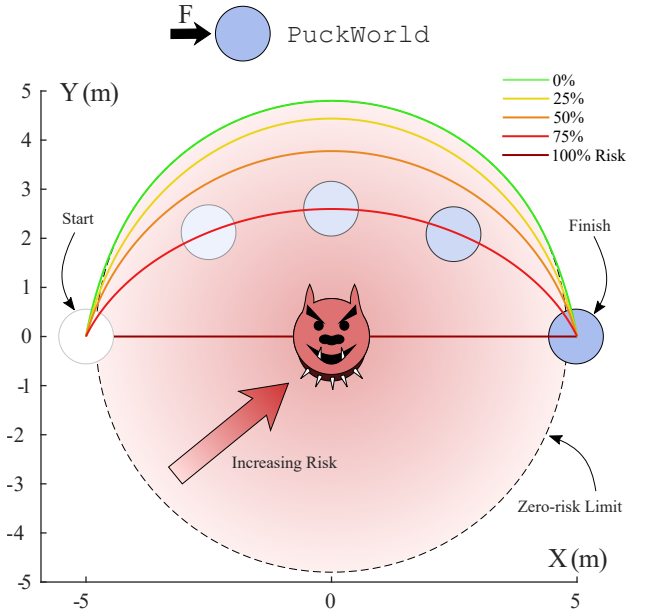 F
PuckWorld
Y (m)
0%
25%
50%
75%
100% Risk
5
4
3
2
1
0
-1
-2
-3
-4
-5
Start
Finish
Increasing Risk
Zero-risk Limit
X (m)
-5
0
5